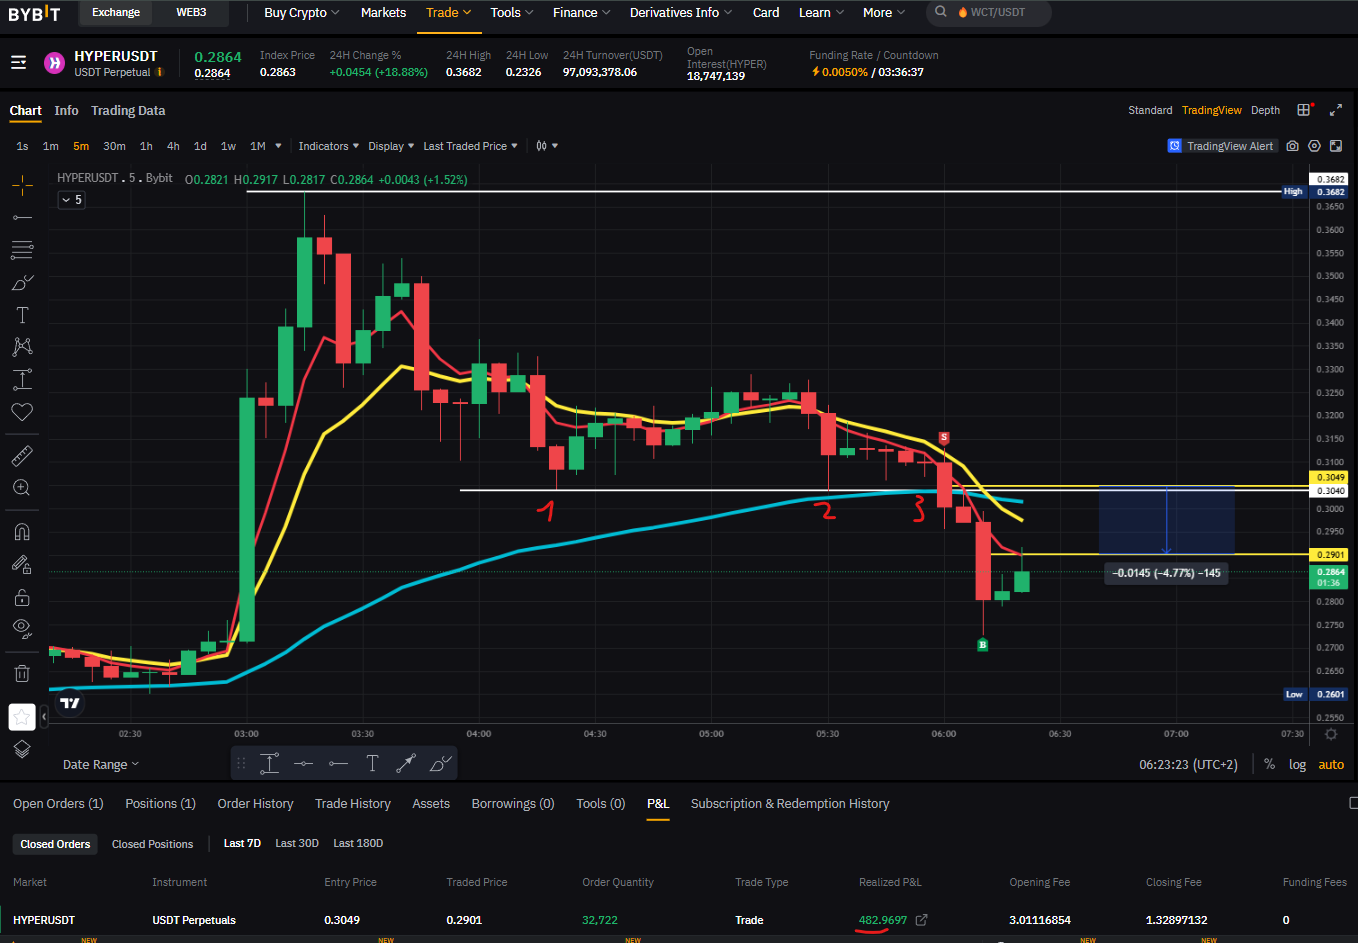 BYBIT Exchange WEB3 Buy Crypto Markets Trade Tools Finance Derivatives Info Card Learn More WCT/USDT
HYPERUSDT
USDT Perpetual
0.2864
0.2864
Index Price
0.2863
24H Change %
+0.0454 (+18.88%)
24H High
0.3682
24H Low
0.2326
24H Turnover(USDT)
97,093,378.06
Open
Interest(HYPER)
18,747,139
Funding Rate / Countdown
0.0050% / 03:36:37
Chart Info Trading Data
Standard TradingView Depth
1s 1m 5m 30m 1h 4h 1d 1w 1M Indicators Display Last Traded Price
TradingView Alert
HYPERUSDT . 5 . Bybit O0.2821 H0.2917 L0.2817 C0.2864 +0.0043 (+1.52%)
5
0.3682
High 0.3682
0.3650
0.3600
0.3550
0.3500
0.3450
0.3400
0.3350
0.3300
0.3250
0.3200
0.3150
S
0.3100
0.3049
0.3040
1 2 3
0.3000
0.2950
0.2901
0.2864
01:36
−0.0145 (−4.77%) −145
0.2800
0.2750
0.2700
B
0.2650
Low 0.2601
0.2550
02:30 03:00 03:30 04:00 04:30 05:00 05:30 06:00 06:30 07:00 07:30
Date Range
06:23:23 (UTC+2) % log auto
Open Orders (1) Positions (1) Order History Trade History Assets Borrowings (0) Tools (0) P&L Subscription & Redemption History
Closed Orders Closed Positions Last 7D Last 30D Last 180D
Market Instrument Entry Price Traded Price Order Quantity Trade Type Realized P&L Opening Fee Closing Fee Funding Fees
HYPERUSDT USDT Perpetuals 0.3049 0.2901 32,722 Trade 482.9697 3.01116854 1.32897132 0
NEW NEW NEW NEW NEW